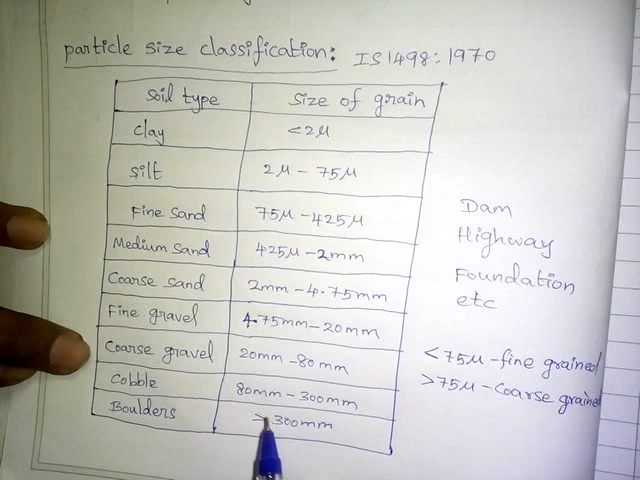 particle size classification: IS1498:1970
Soil type Size of grain
Clay <2μ
Silt 2μ - 75μ
Fine sand 75μ - 425μ
Medium sand 425μ - 2mm
Coarse sand 2mm - 4.75mm
Fine gravel 4.75mm - 20mm
Coarse gravel 20mm - 80mm
Cobble 80mm - 300mm
Boulders ≥300mm
Dam
Highway
Foundation
etc
<75μ - fine grained
>75μ - Coarse grained